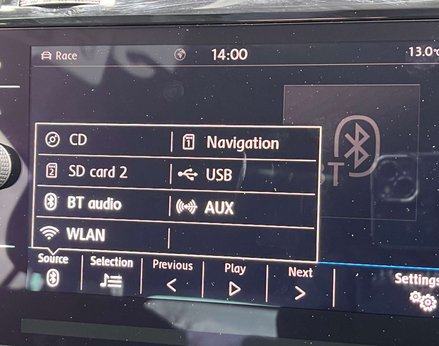 Race 14:00 13.0°
CD Navigation
SD card 2 USB
BT audio AUX
WLAN
BT
Source Selection Previous Play Next Settings